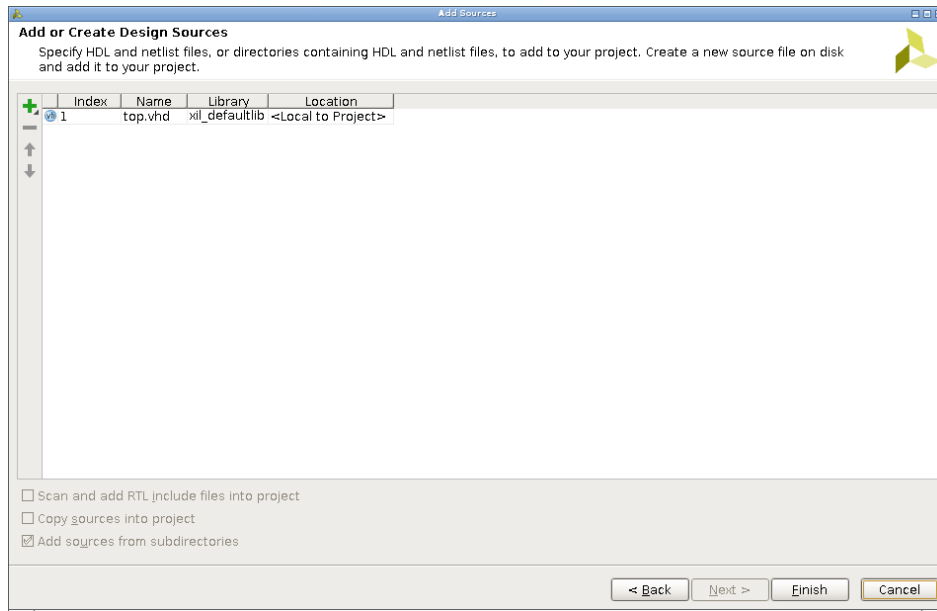 Add Sources
Add or Create Design Sources
Specify HDL and netlist files, or directories containing HDL and netlist files, to add to your project. Create a new source file on disk
and add it to your project.
Index Name Library Location
1 top.vhd xil_defaultlib <Local to Project>
Scan and add RTL include files into project
Copy sources into project
Add sources from subdirectories
< Back Next > Finish Cancel